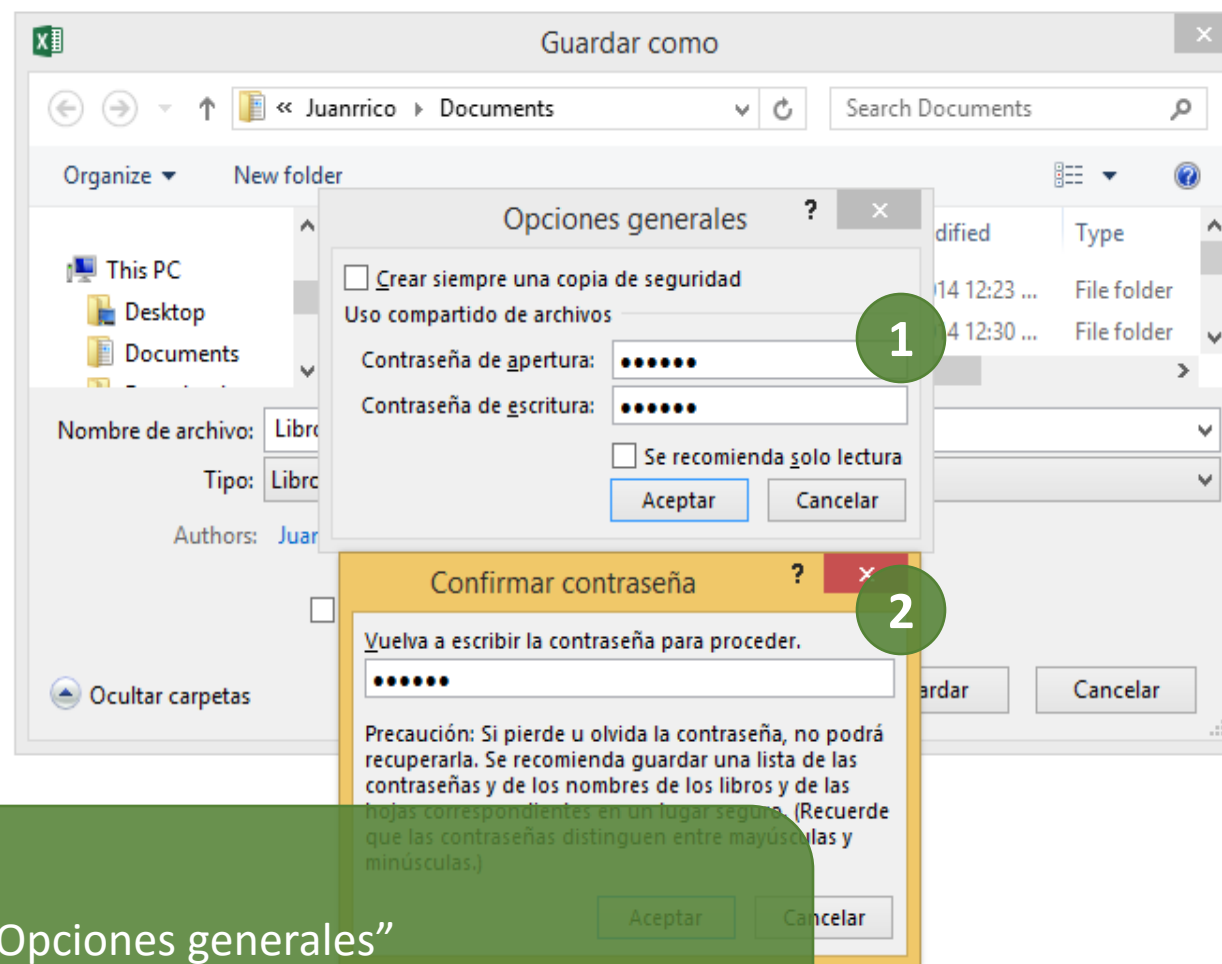 Guardar como
« Juanrrico Documents
Search Documents
Organize
New folder
Opciones generales
?
dified
Type
This PC
Crear siempre una copia de seguridad
14 12:23 ...
File folder
Desktop
Uso compartido de archivos
4 12:30 ...
File folder
1
Documents
Contraseña de apertura: ●●●●●●
Contraseña de escritura: ●●●●●●
Nombre de archivo: Libro
Se recomienda solo lectura
Tipo: Libro
Aceptar
Cancelar
Authors: Juan
Confirmar contraseña
?
2
Vuelva a escribir la contraseña para proceder.
●●●●●●
Ocultar carpetas
ardar
Cancelar
Precaución: Si pierde u olvida la contraseña, no podrá
recuperarla. Se recomienda guardar una lista de las
contraseñas y de los nombres de los libros y de las
hojas correspondientes en un lugar seguro. (Recuerde
que las contraseñas distinguen entre mayúsculas y
minúsculas.)
Aceptar
Cancelar
Opciones generales”